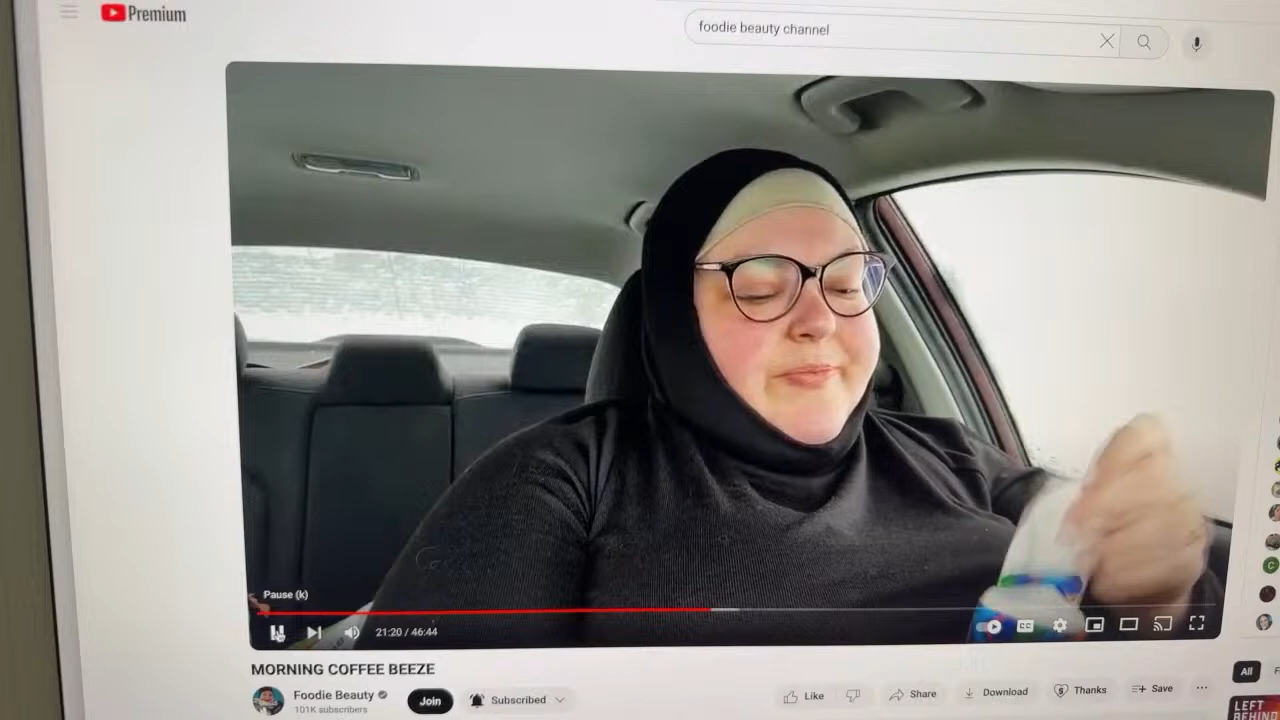 Premium
foodie beauty channel
Pause (k)
21:20 / 46:44
CC
MORNING COFFEE BEEZE
Foodie Beauty
101K subscribers
Join
Subscribed
Like
Share
Download
Thanks
Save
All
C
LEFT
BEHIND